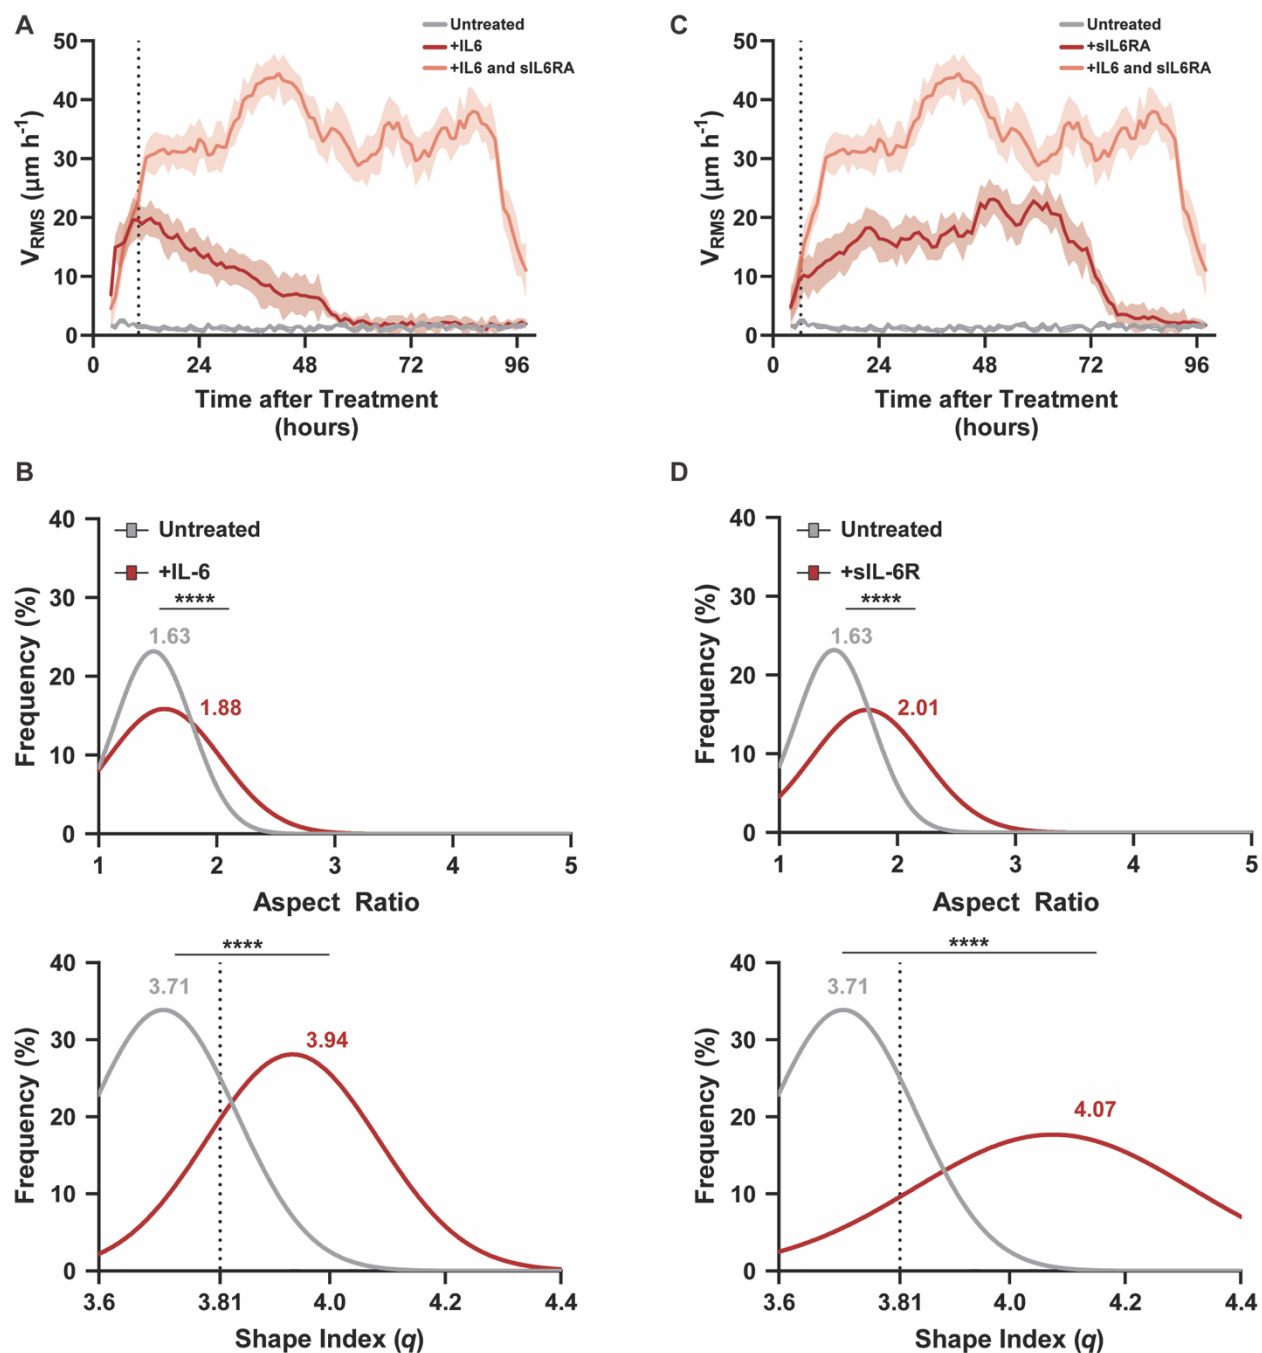 A
Untreated
+IL6
+IL6 and sIL6RA
50
40
30
20
10
0
V_RMS (µm h⁻¹)
0 24 48 72 96
Time after Treatment
(hours)
C
Untreated
+sIL6RA
+IL6 and sIL6RA
50
40
30
20
10
0
V_RMS (µm h⁻¹)
0 24 48 72 96
Time after Treatment
(hours)
B
Untreated
+IL-6
****
1.63
1.88
40
30
20
10
0
Frequency (%)
1 2 3 4 5
Aspect Ratio
****
3.71
3.94
40
30
20
10
0
Frequency (%)
3.6 3.81 4.0 4.2 4.4
Shape Index (q)
D
Untreated
+sIL-6R
****
1.63
2.01
40
30
20
10
0
Frequency (%)
1 2 3 4 5
Aspect Ratio
****
3.71
4.07
40
30
20
10
0
Frequency (%)
3.6 3.81 4.0 4.2 4.4
Shape Index (q)